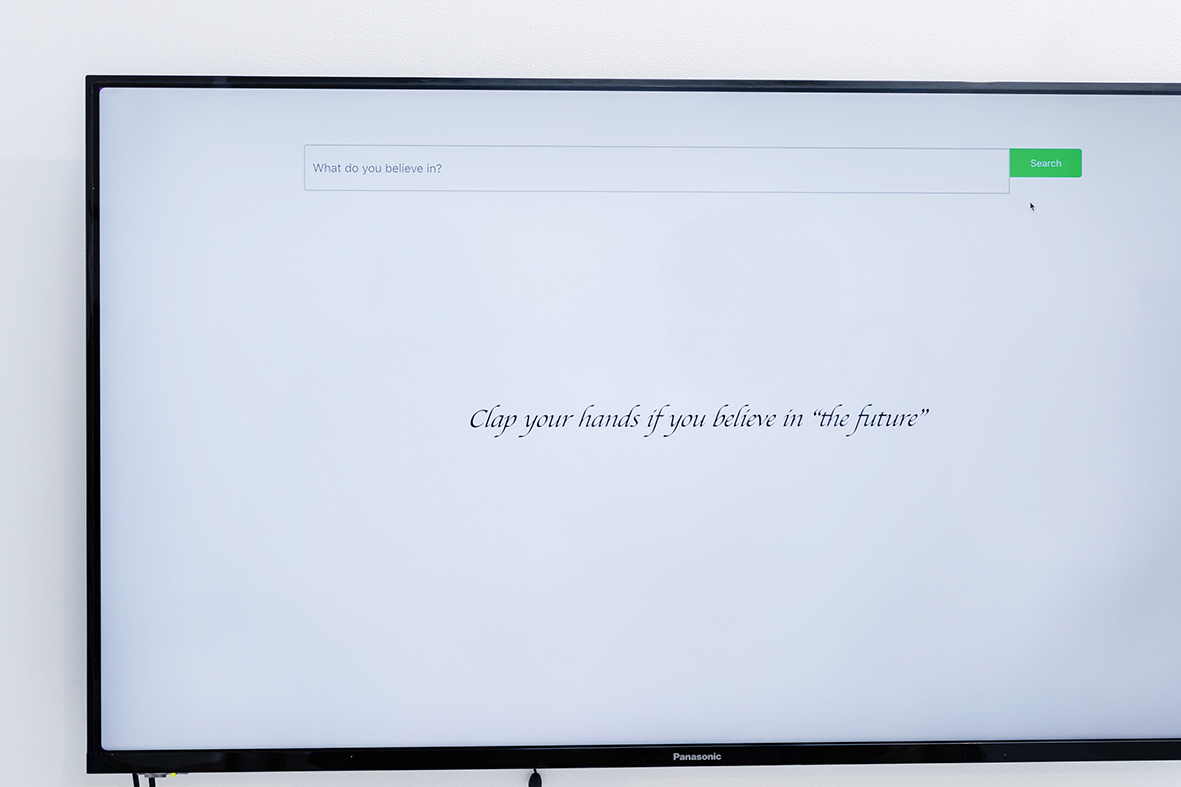 What do you believe in?
Search
Clap your hands if you believe in “the future”
Panasonic